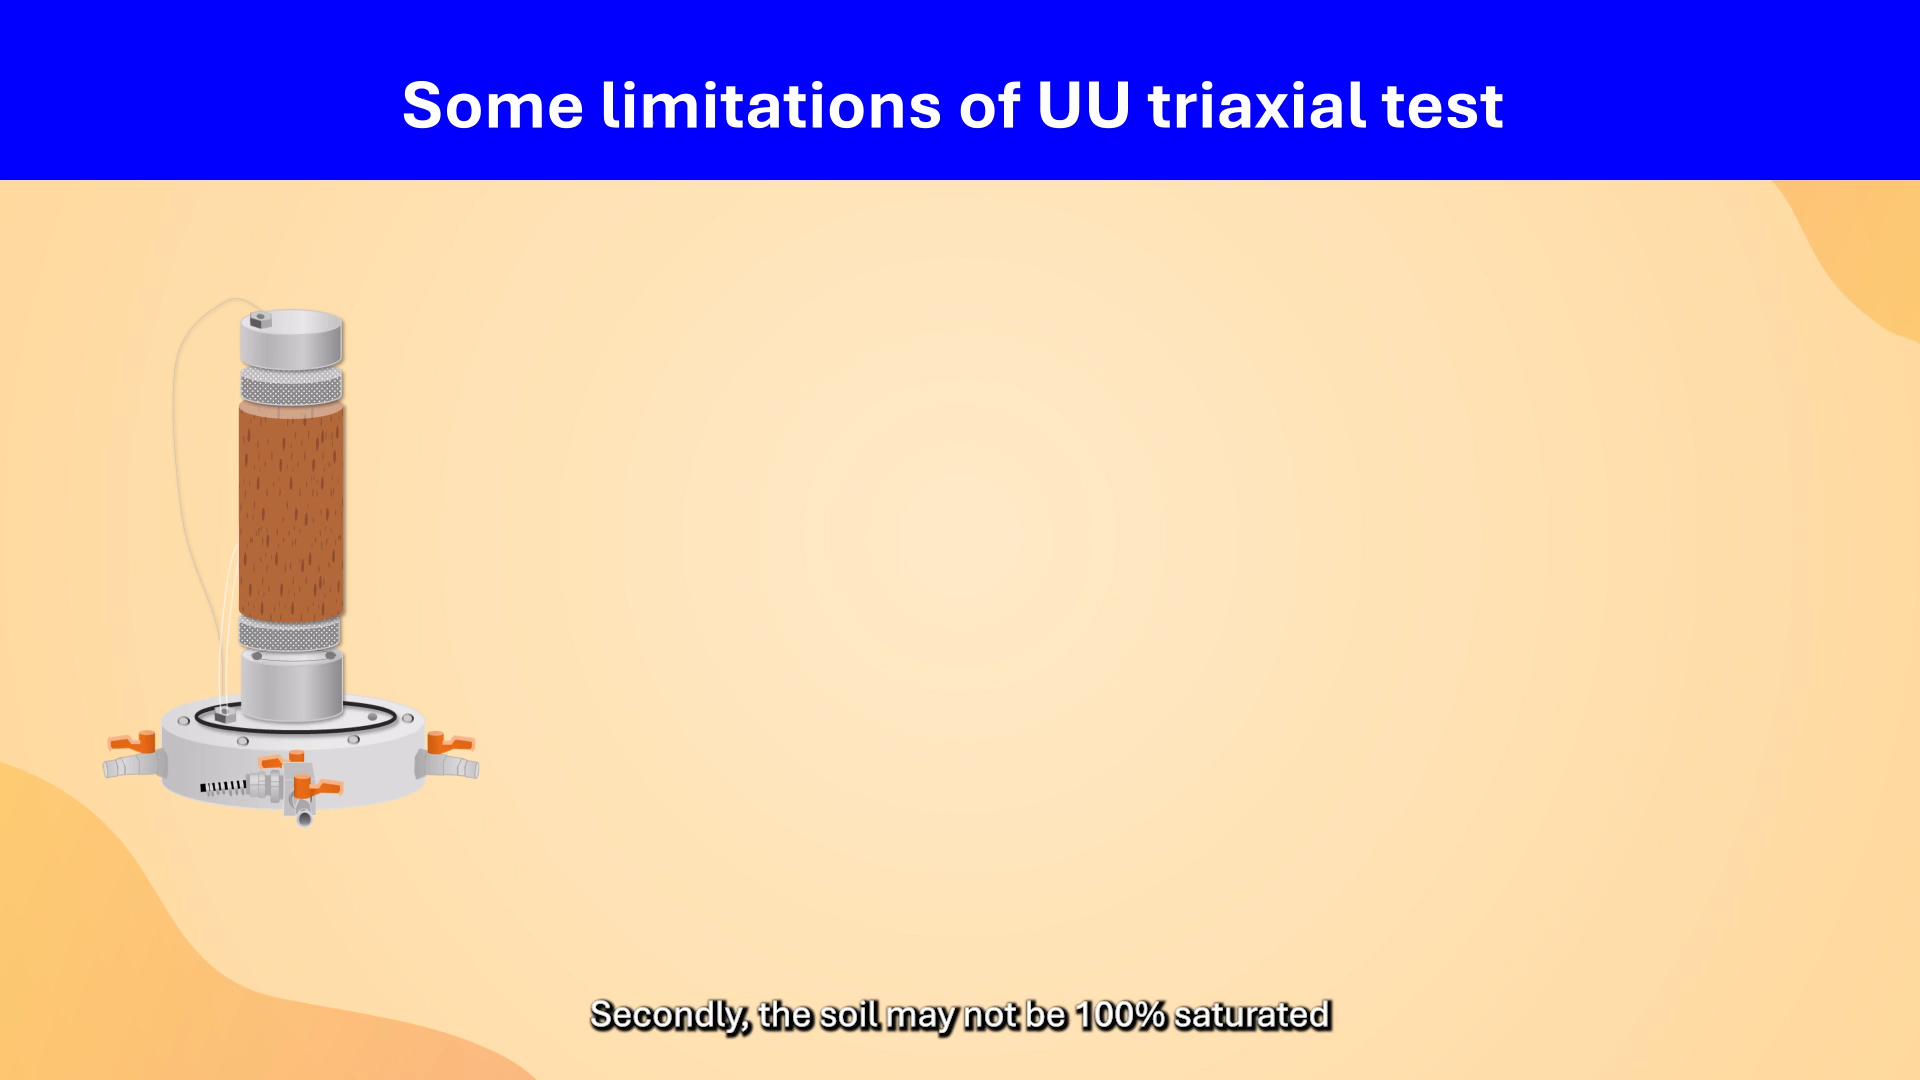 Some limitations of UU triaxial test
Secondly, the soil may not be 100% saturated